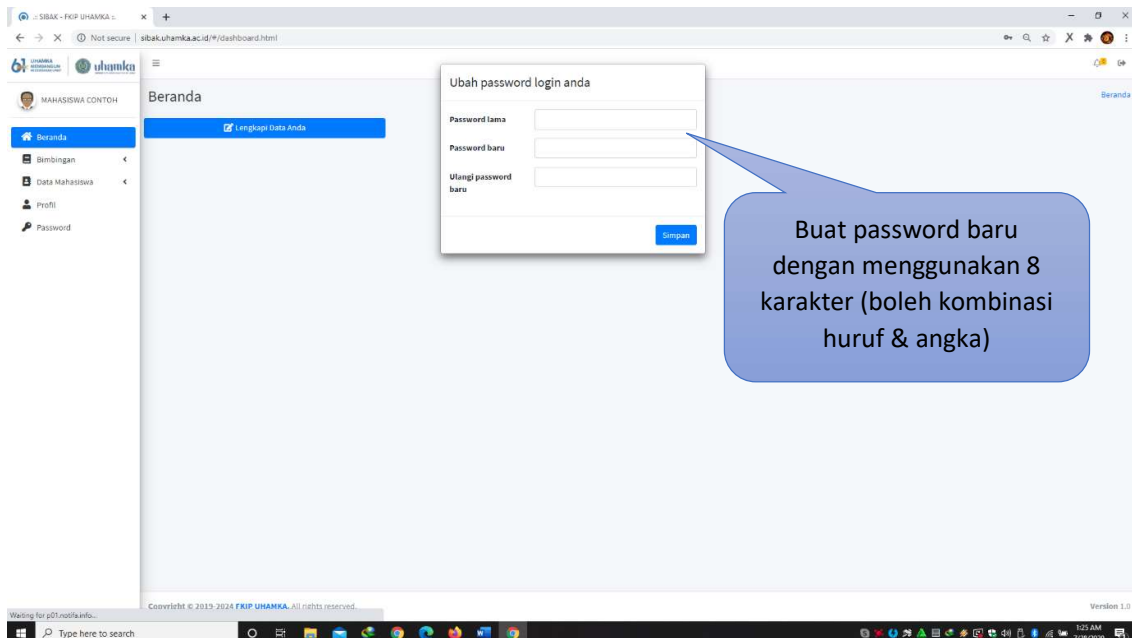 .:: SIBAK - FKIP UHAMKA ::.
Not secure | sibak.uhamka.ac.id/#/dashboard.html
UHAMKA
uhamka
MAHASISWA CONTOH
Beranda
Bimbingan
Data Mahasiswa
Profil
Password
Beranda
Beranda
Lengkapi Data Anda
Ubah password login anda
Password lama
Password baru
Ulangi password
baru
Simpan
Buat password baru
dengan menggunakan 8
karakter (boleh kombinasi
huruf & angka)
Copyright © 2019-2024 FKIP UHAMKA. All rights reserved.
Version 1.0
Waiting for p01.notifa.info...
Type here to search
1:25 AM